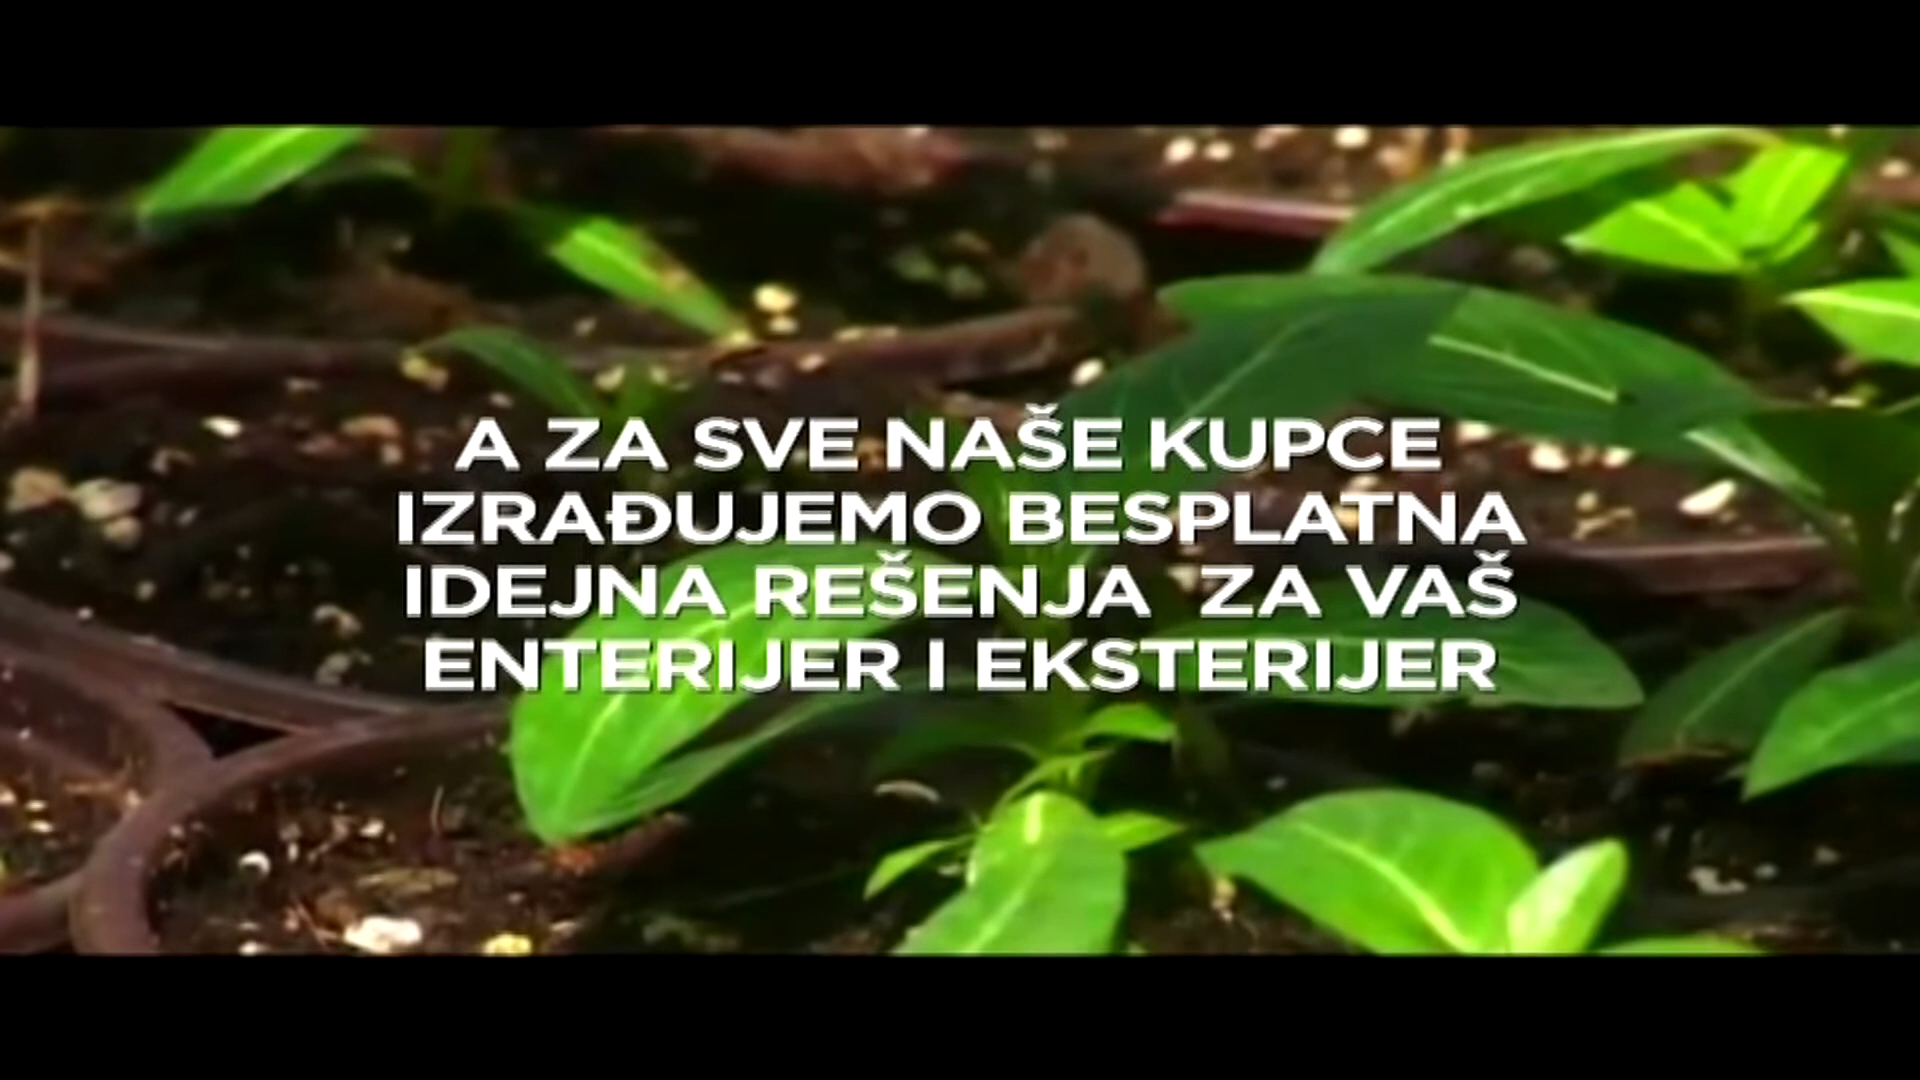 A ZA SVE NAŠE KUPCE
IZRAĐUJEMO BESPLATNA
IDEJNA REŠENJA ZA VAŠ
ENTERIJER I EKSTERIJER